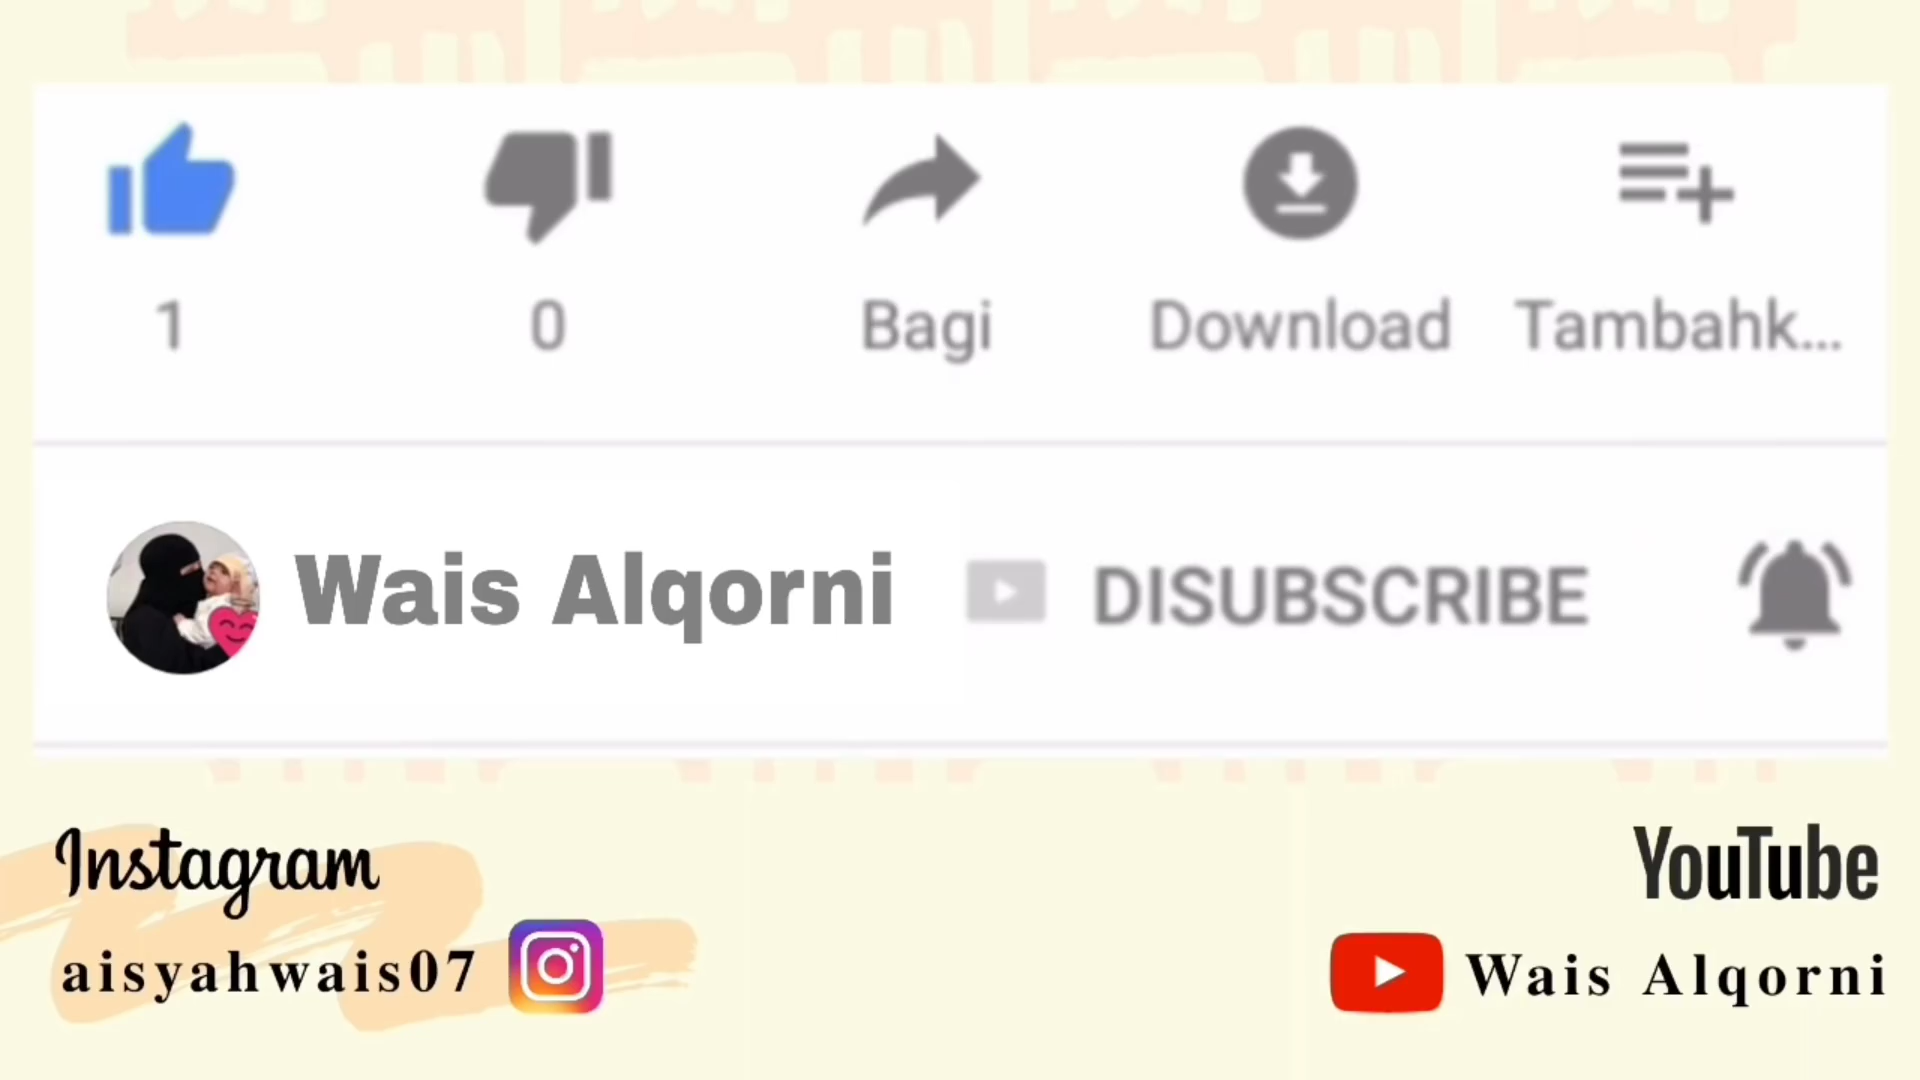 1
0
Bagi
Download
Tambahk...
Wais Alqorni
DISUBSCRIBE
Instagram
aisyahwais07
YouTube
Wais Alqorni